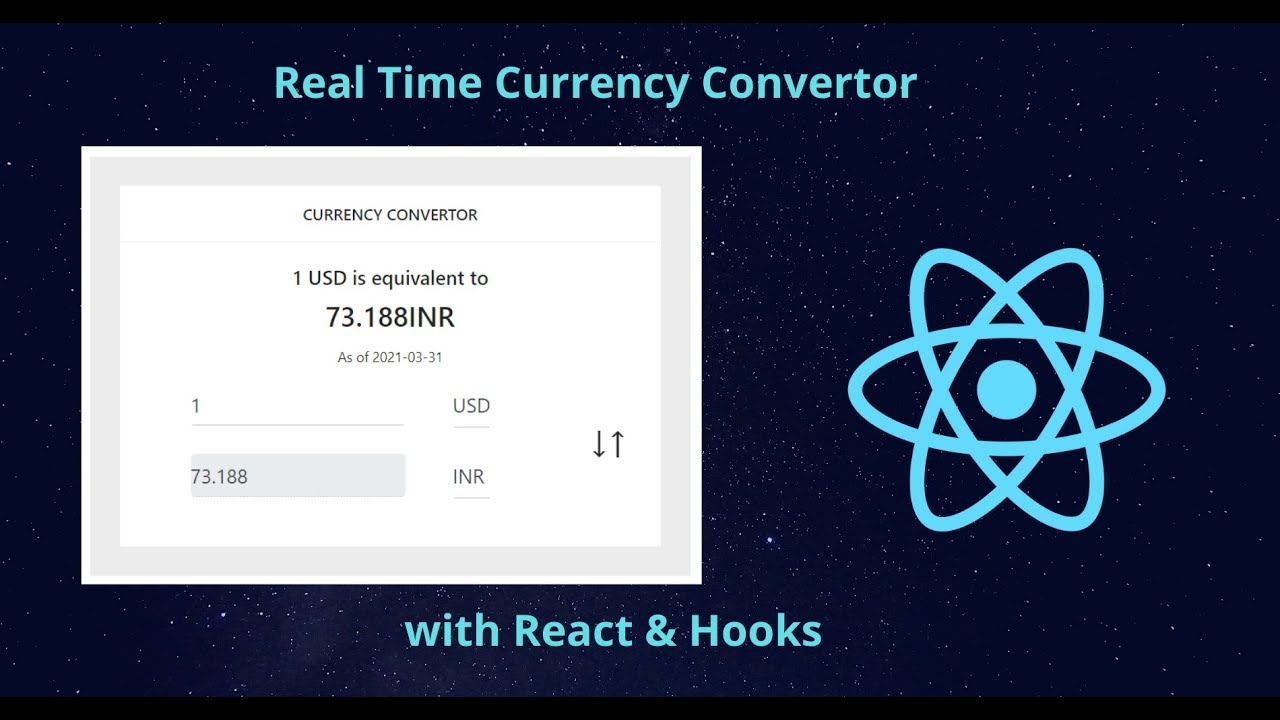 Real Time Currency Convertor
CURRENCY CONVERTOR
1 USD is equivalent to
73.188INR
As of 2021-03-31
1 USD
↓↑
73.188 INR
with React & Hooks